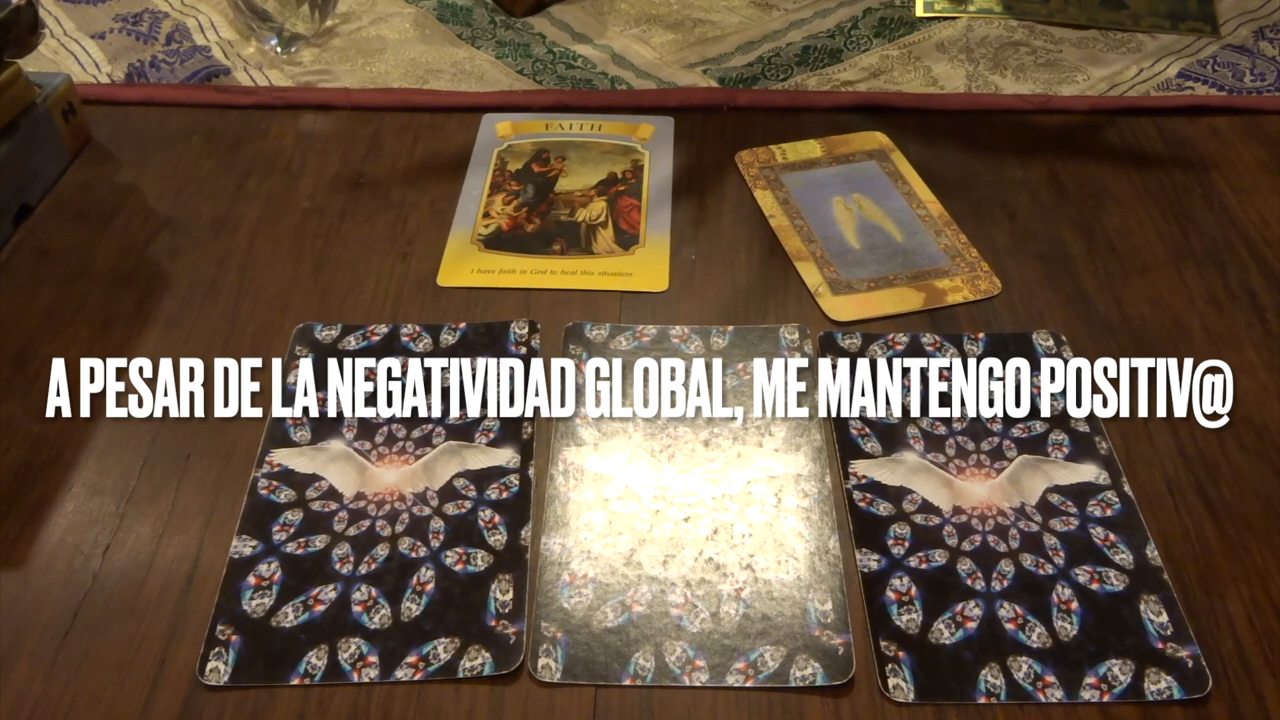 FAITH
I have faith in God to heal this situation.
A PESAR DE LA NEGATIVIDAD GLOBAL, ME MANTENGO POSITIV@